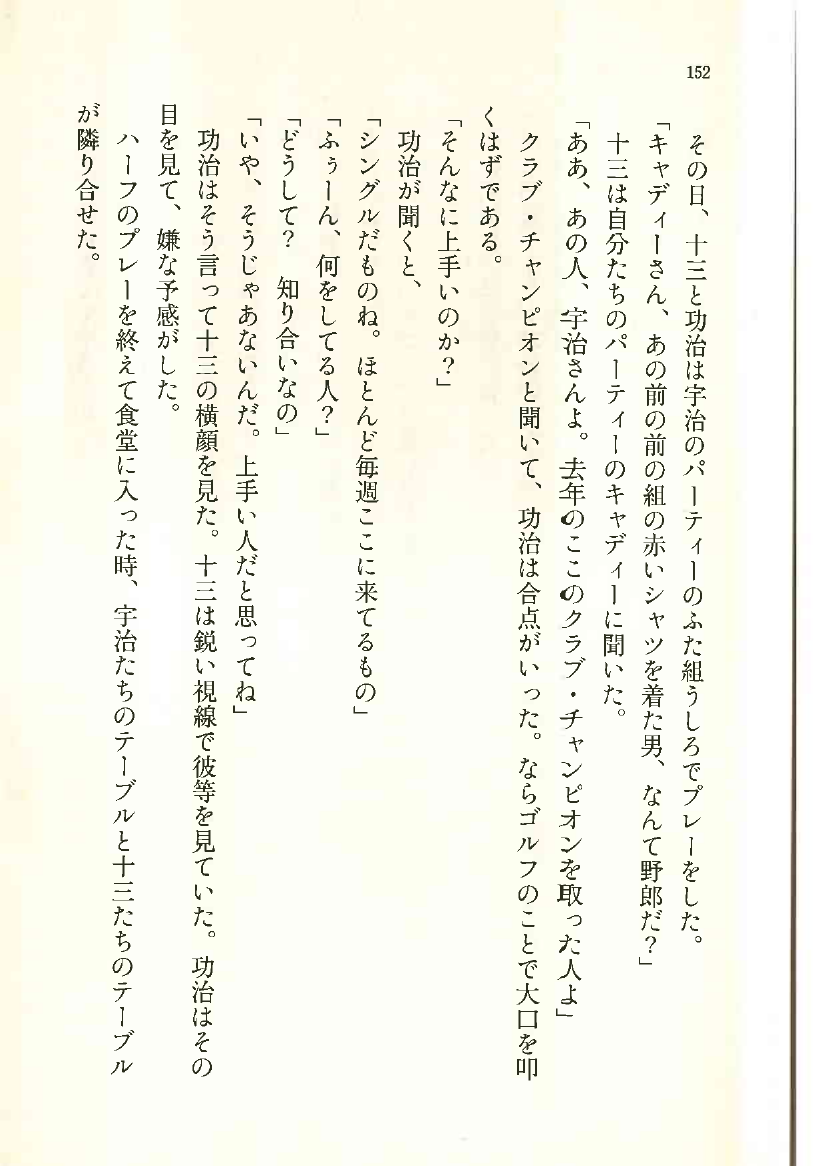 152
その日、十三と功治は宇治のパーティーのふた組うしろでプレーをした。
「キャディーさん、あの前の前の組の赤いシャツを着た男、なんて野郎だ？」
十三は自分たちのパーティーのキャディーに聞いた。
「ああ、あの人、宇治さんよ。去年のここのクラブ・チャンピオンを取った人よ」
クラブ・チャンピオンと聞いて、功治は合点がいった。ならゴルフのことで大口を叩
くはずである。
「そんなに上手いのか？」
功治が聞くと、
「シングルだものね。ほとんど毎週ここに来てるもの」
「ふぅーん、何をしてる人？」
「どうして？　知り合いなの」
「いや、そうじゃあないんだ。上手い人だと思ってね」
功治はそう言って十三の横顔を見た。十三は鋭い視線で彼等を見ていた。功治はその
目を見て、嫌な予感がした。
ハーフのプレーを終えて食堂に入った時、宇治たちのテーブルと十三たちのテーブル
が隣り合せた。